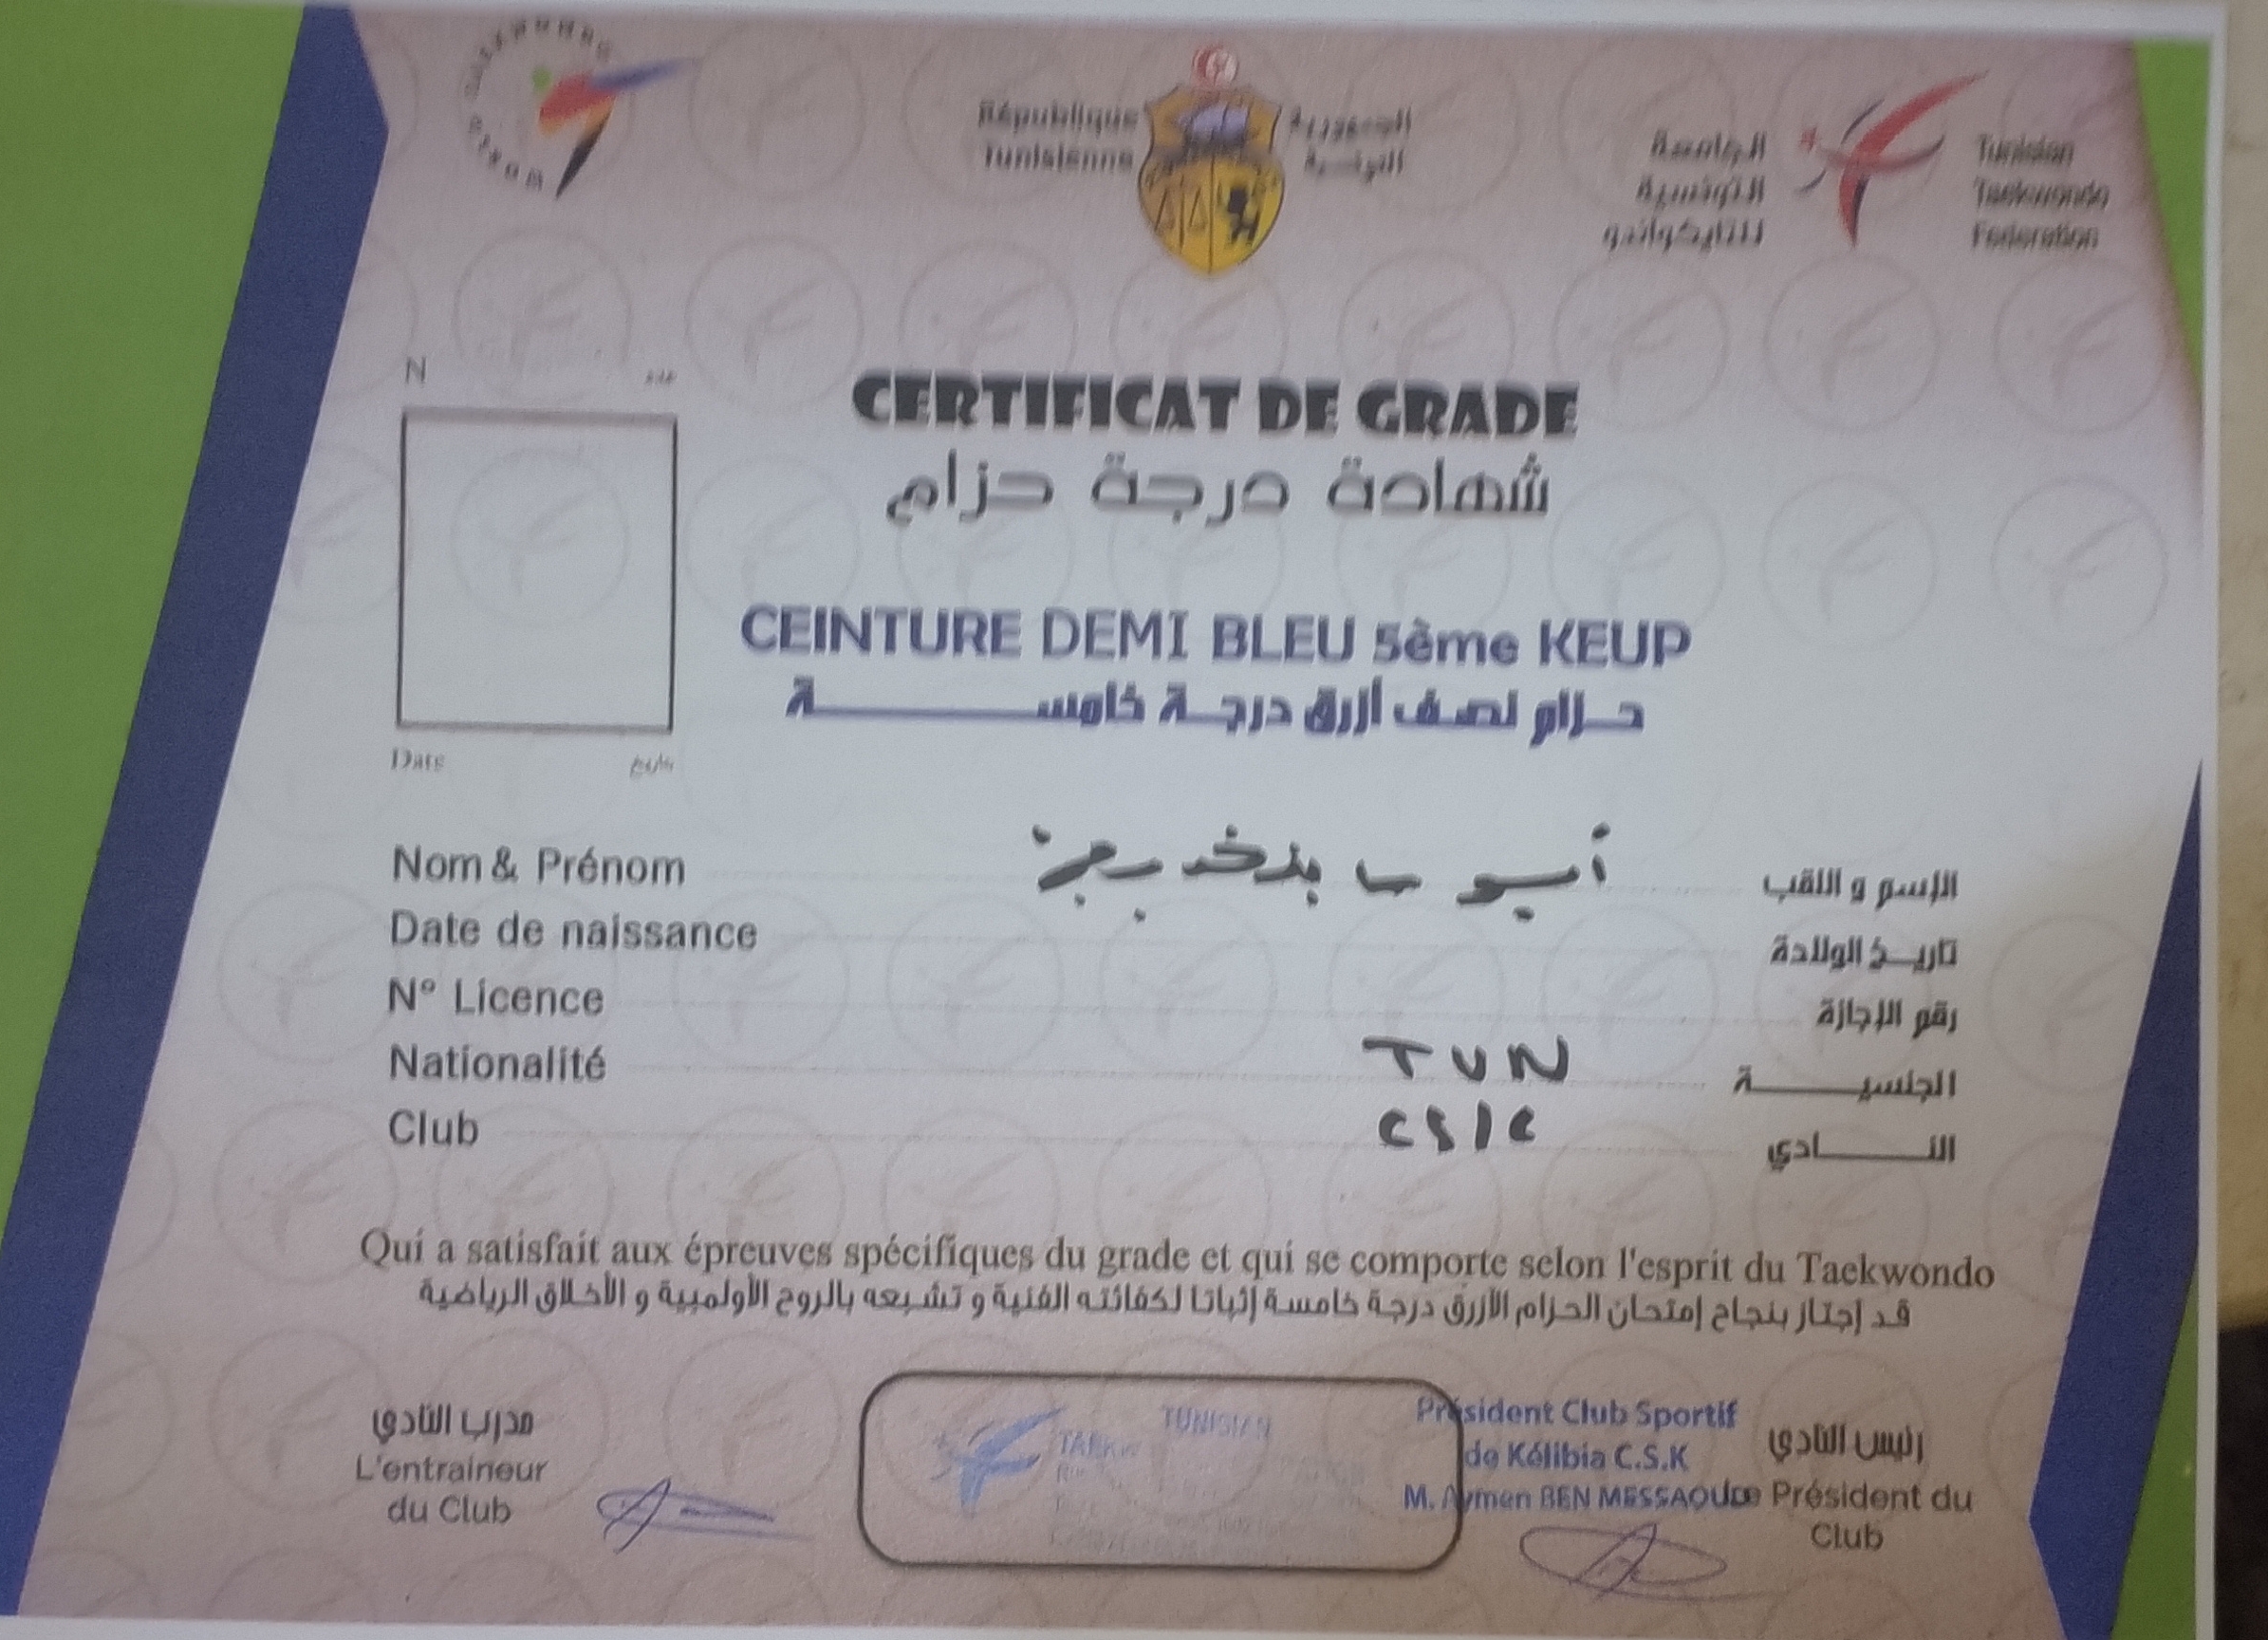 République
Tunisienne
الجمهورية
التونسية
الجامعة
التونسية
للتايكواندو
Tunisian
Taekwondo
Federation
N
عدد
CERTIFICAT DE GRADE
شهادة درجة حزام
CEINTURE DEMI BLEU 5ème KEUP
حزام نصف أزرق درجة خامسة
Date
تاريخ
Nom & Prénom
الإسم و اللقب
Date de naissance
تاريخ الولادة
N° Licence
رقم الإجازة
Nationalité TUN الجنسية
Club النادي
Qui a satisfait aux épreuves spécifiques du grade et qui se comporte selon l'esprit du Taekwondo
قد إجتاز بنجاح إمتحان الحزام الأزرق درجة خامسة إثباتا لكفائته الفنية و تشبعه بالروح الأولمبية و الأخلاق الرياضية
مدرب النادي
L'entraineur
du Club
TUNISIAN
Président Club Sportif
de Kélibia C.S.K
M. Aymen BEN MESSAOUD
رئيس النادي
Président du
Club